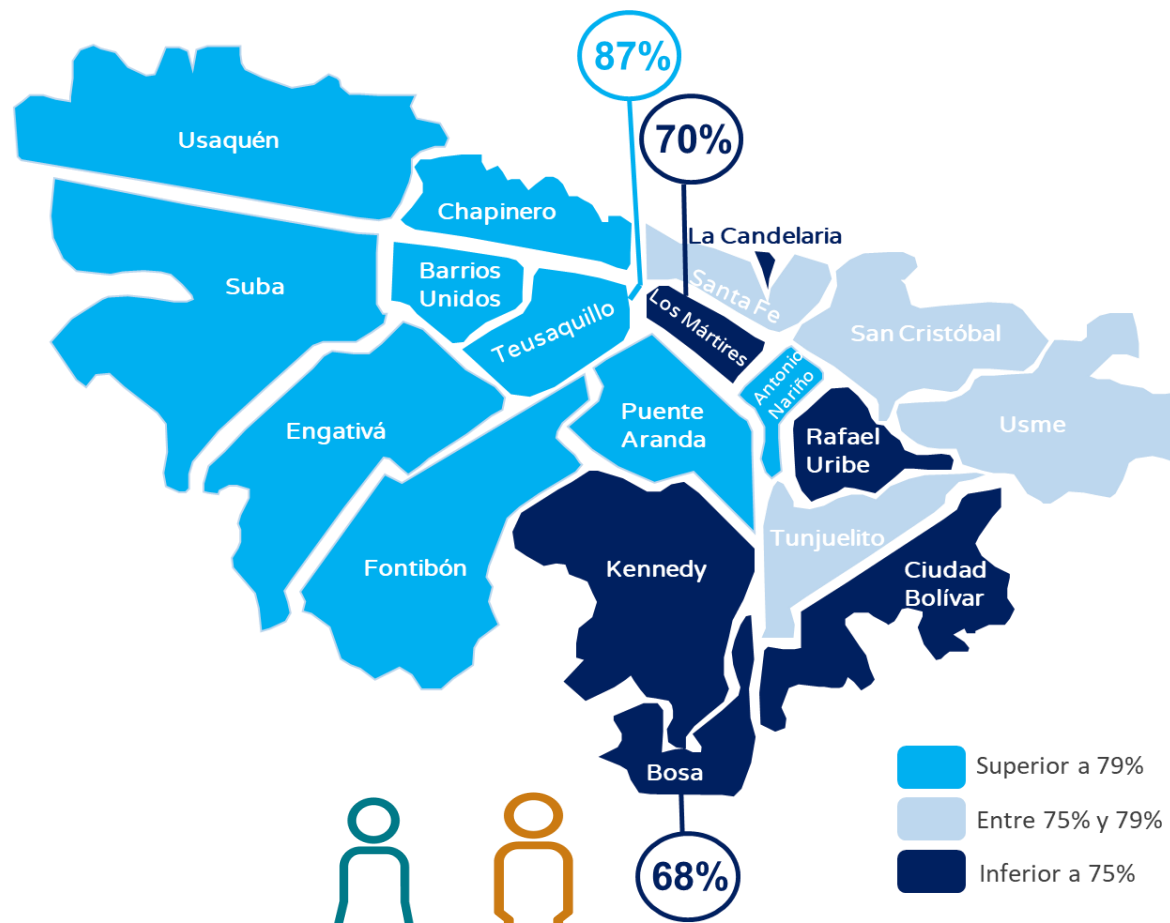 87%
70%
Usaquén
Chapinero
La Candelaria
Suba
Barrios
Unidos
Santa Fe
Teusaquillo
Los Mártires
San Cristóbal
Antonio
Nariño
Engativá
Puente
Aranda
Rafael
Uribe
Usme
Tunjuelito
Fontibón
Kennedy
Ciudad
Bolívar
Bosa
Superior a 79%
Entre 75% y 79%
Inferior a 75%
68%